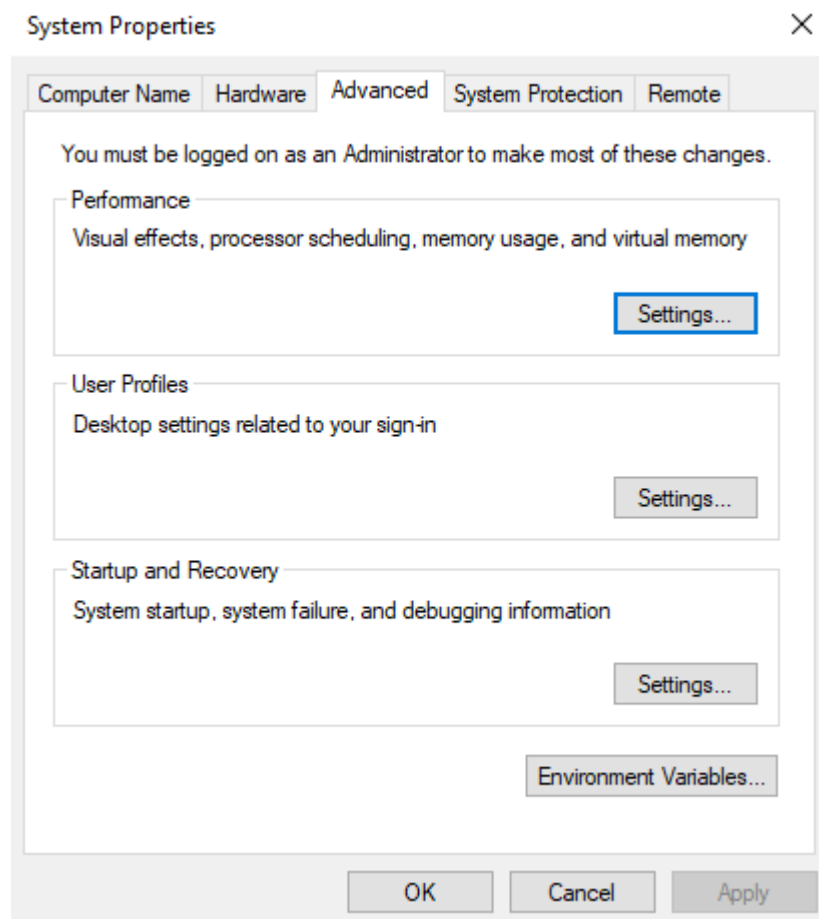 System Properties
Computer Name Hardware Advanced System Protection Remote
You must be logged on as an Administrator to make most of these changes.
Performance
Visual effects, processor scheduling, memory usage, and virtual memory
Settings...
User Profiles
Desktop settings related to your sign-in
Settings...
Startup and Recovery
System startup, system failure, and debugging information
Settings...
Environment Variables...
OK Cancel Apply